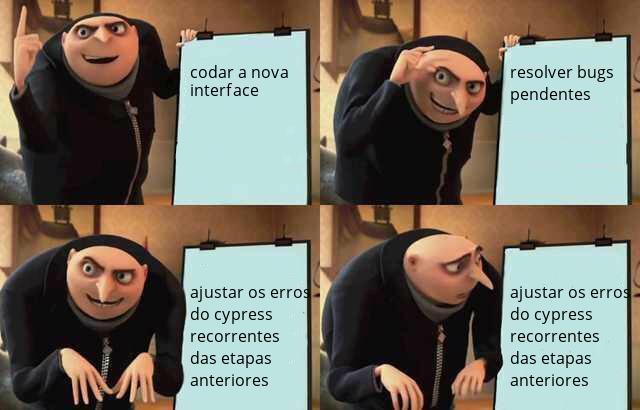 codar a nova
interface
resolver bugs
pendentes
ajustar os erros
do cypress
recorrentes
das etapas
anteriores
ajustar os erros
do cypress
recorrentes
das etapas
anteriores